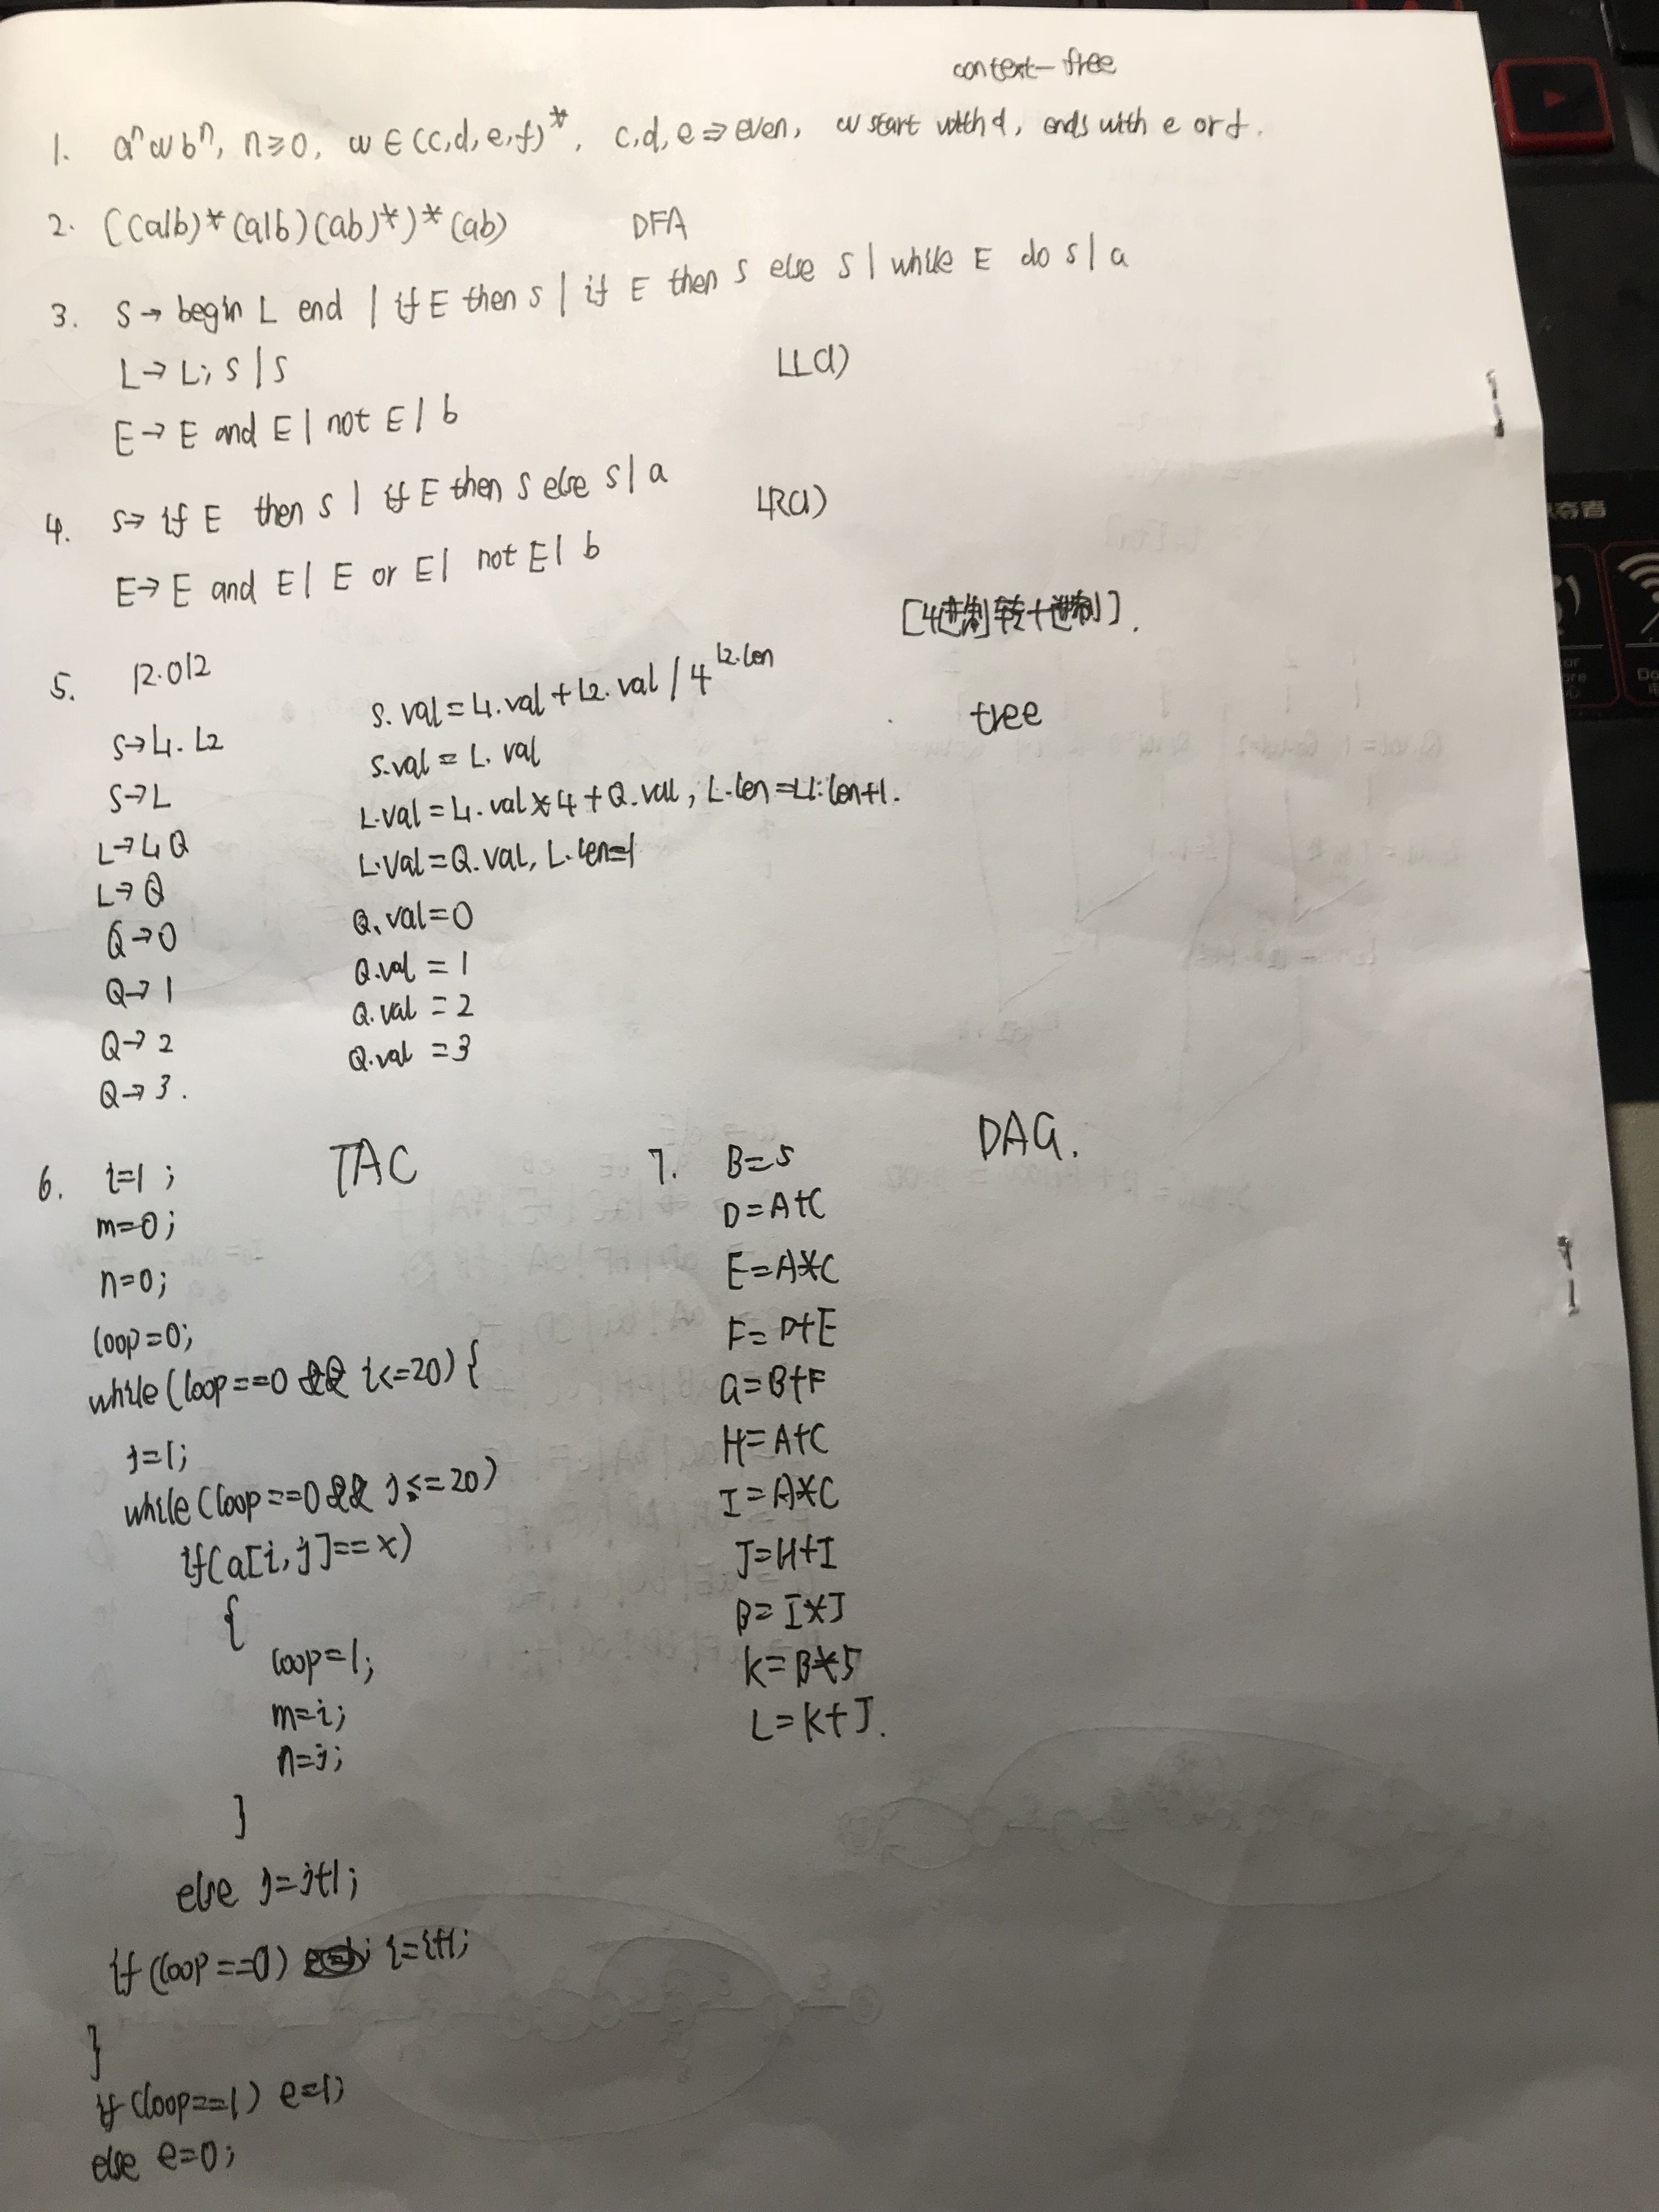 context-free
1. aⁿwbⁿ, n≥0, w∈(c,d,e,f)*, c,d,e⇒even, w start with d, ends with e or f.
2. ((a|b)*(a|b)(ab)*)*(ab) DFA
3. S→begin L end | if E then S | if E then S else S | while E do S | a
L→L;S|S LL(1)
E→E and E | not E | b
4. S→if E then S | if E then S else S | a LR(1)
E→E and E | E or E | not E | b
[4进制转十进制].
5. 12.012 tree
S→L1.L2 S.val=L1.val+L2.val/4^L2.len
S→L S.val=L.val
L→L1Q L.val=L1.val*4+Q.val, L.len=L1.len+1.
L→Q L.val=Q.val, L.len=1
Q→0 Q.val=0
Q→1 Q.val=1
Q→2 Q.val=2
Q→3. Q.val=3
6. i=1; TAC
m=0;
n=0;
loop=0;
while(loop==0 && i<=20){
j=1;
while(loop==0&& j<=20)
if(a[i,j]==x)
{
loop=1;
m=i;
n=j;
}
else j=j+1;
if(loop==0) i=i+1;
}
if(loop==1) e=1;
else e=0;
7. B=5 DAG.
D=A+C
E=A*C
F=D+E
G=B+F
H=A+C
I=A*C
J=H+I
B=I*J
K=B*5
L=K+J.
夺者